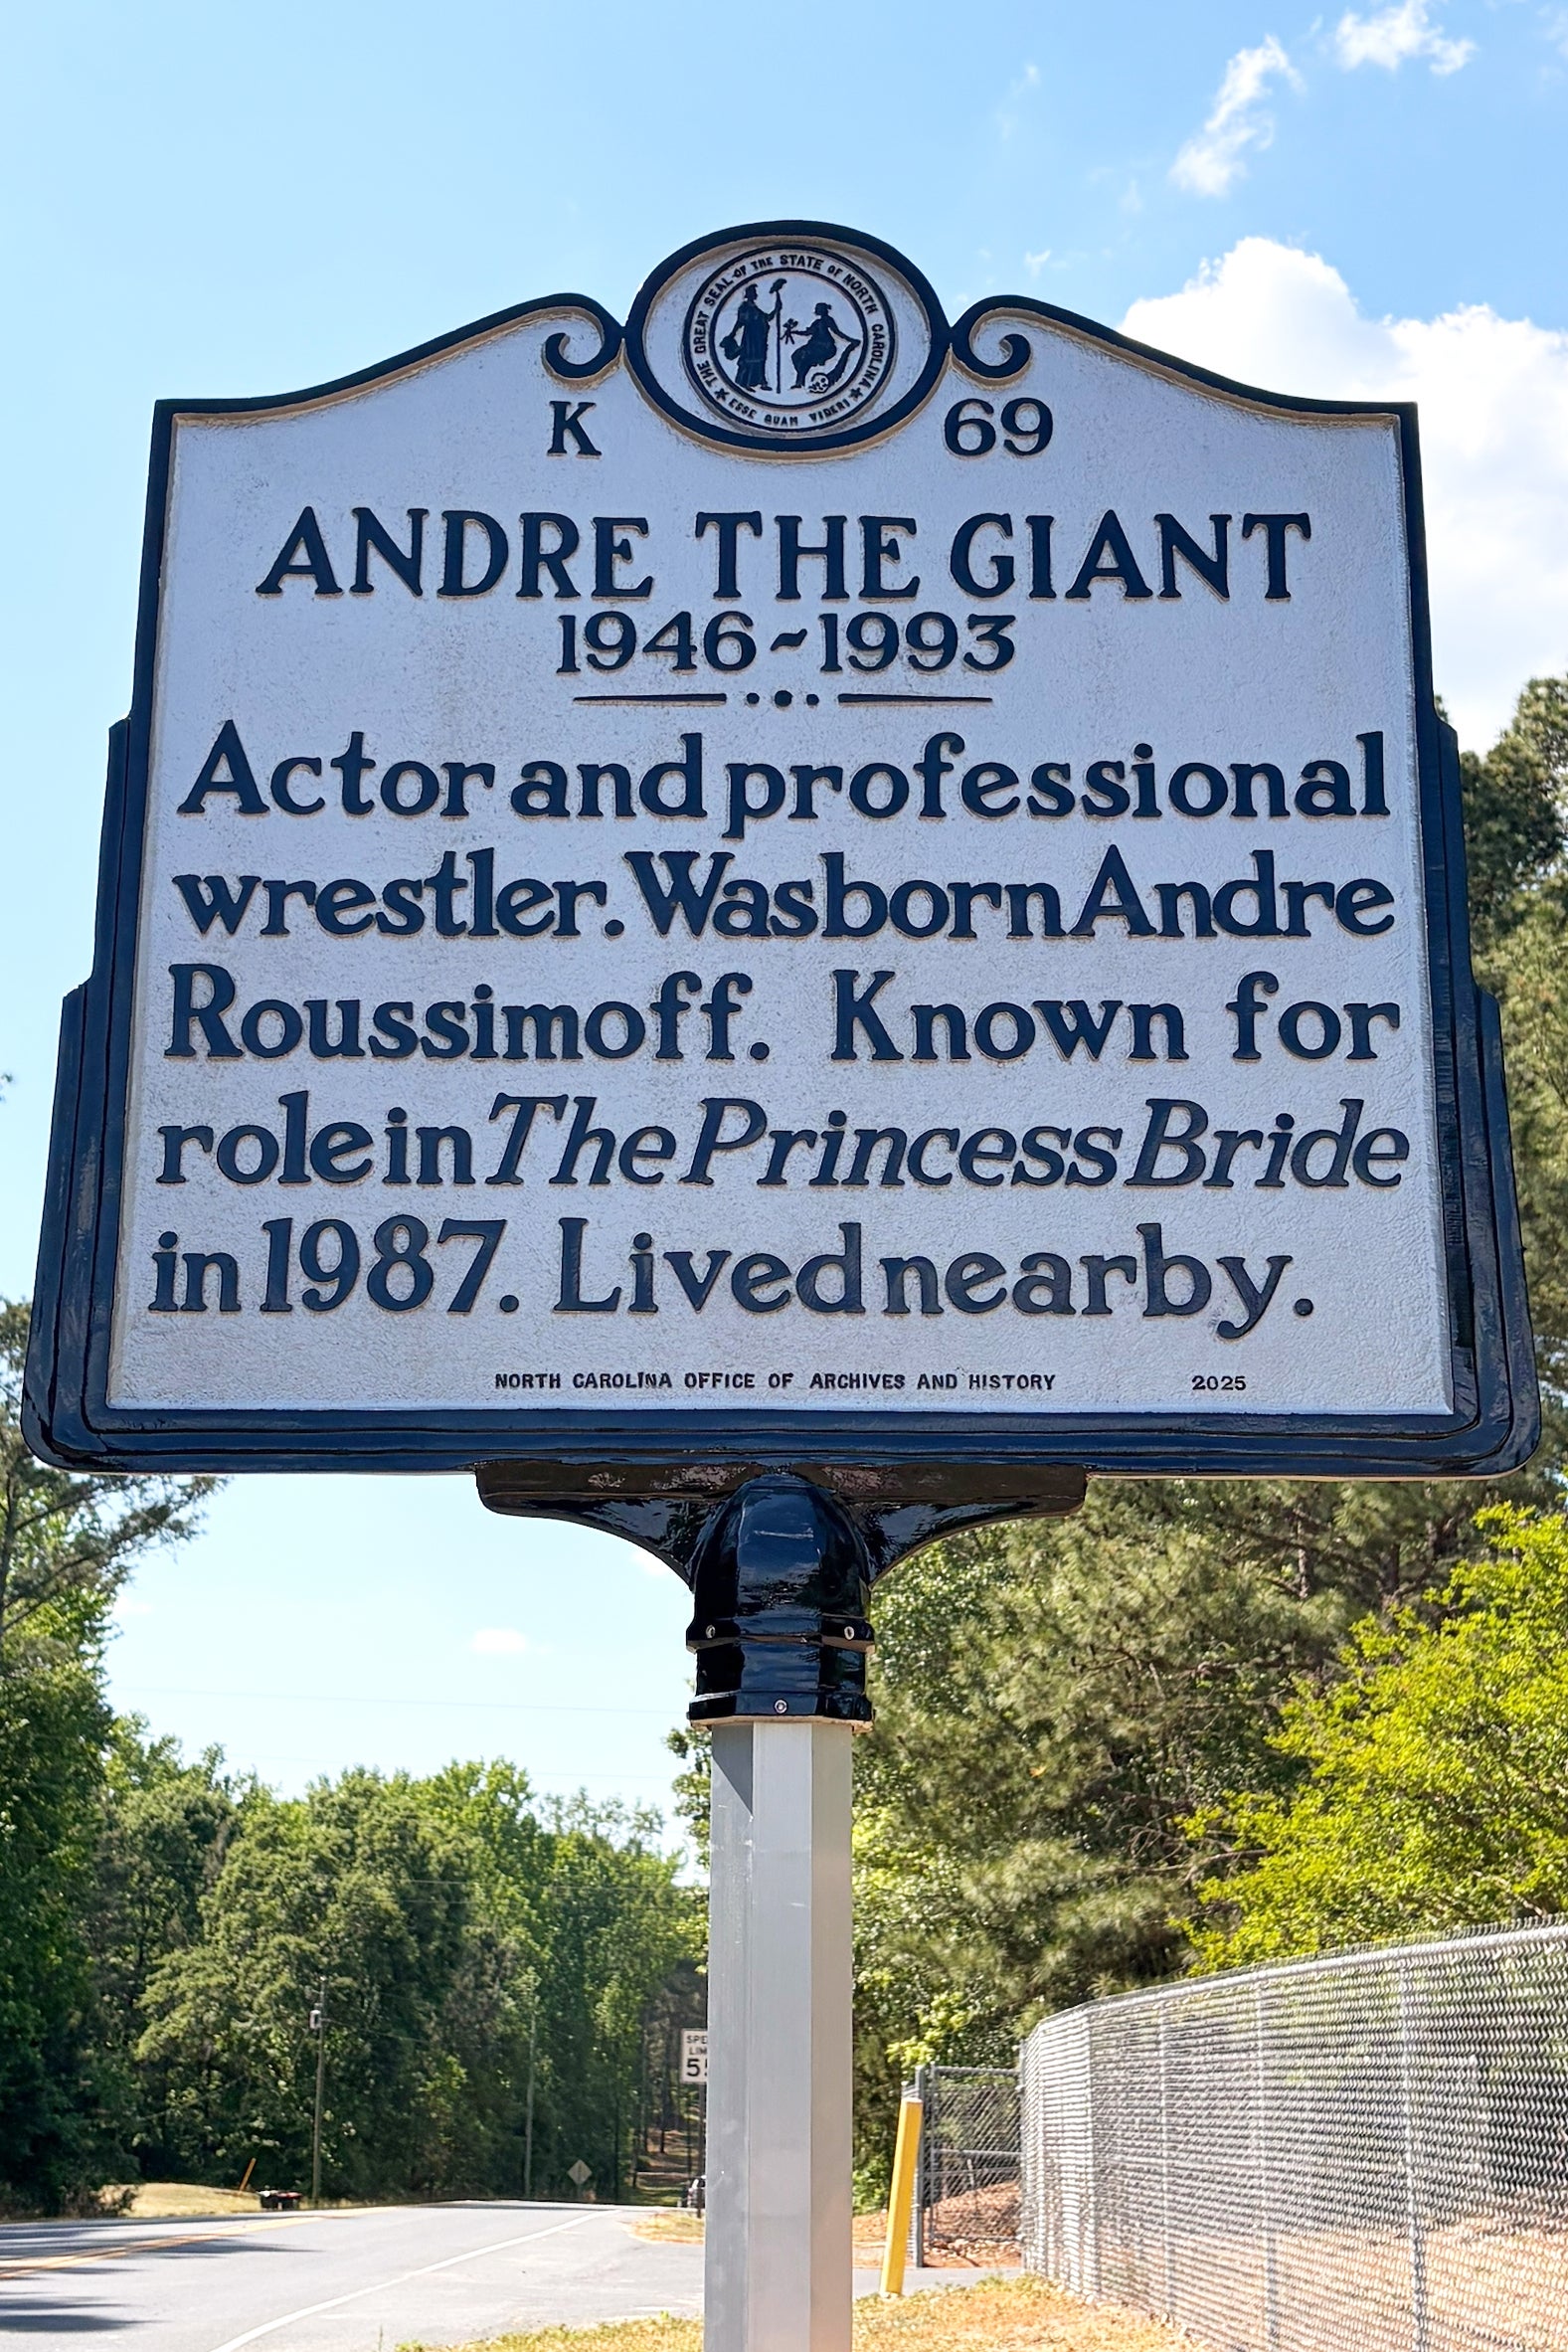 THE GREAT SEAL OF THE STATE OF NORTH CAROLINA
ESSE QUAM VIDERI
K 69
ANDRE THE GIANT
1946~1993
Actor and professional
wrestler. Was born Andre
Roussimoff. Known for
role in The Princess Bride
in 1987. Lived nearby.
NORTH CAROLINA OFFICE OF ARCHIVES AND HISTORY 2025